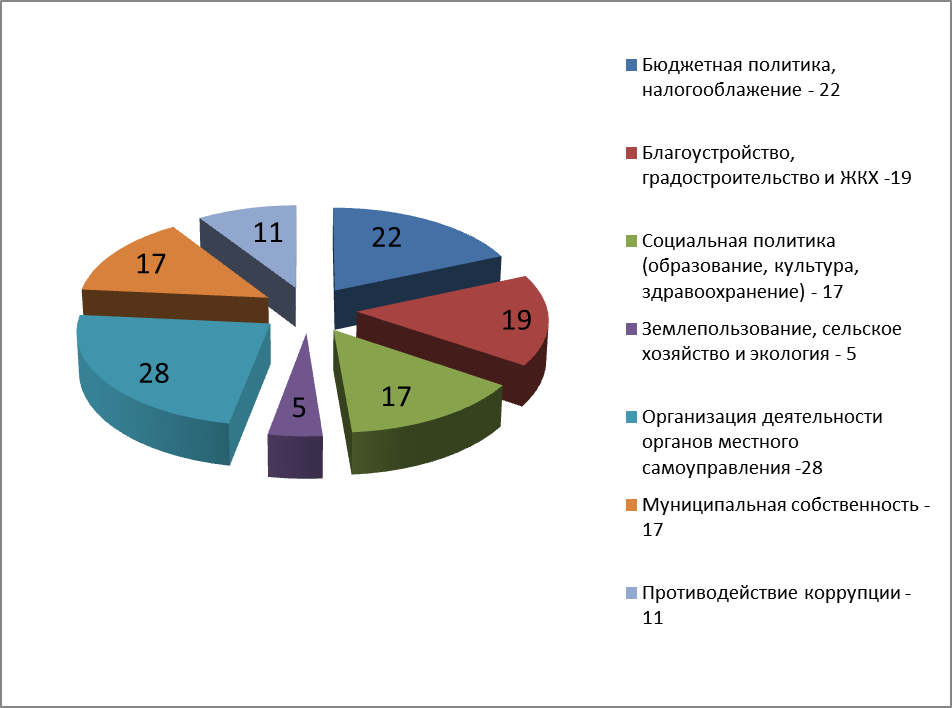 22
19
17
5
28
17
11
Бюджетная политика,
налогооблажение - 22
Благоустройство,
градостроительство и ЖКХ -19
Социальная политика
(образование, культура,
здравоохранение) - 17
Землепользование, сельское
хозяйство и экология - 5
Организация деятельности
органов местного
самоуправления -28
Муниципальная собственность -
17
Противодействие коррупции -
11